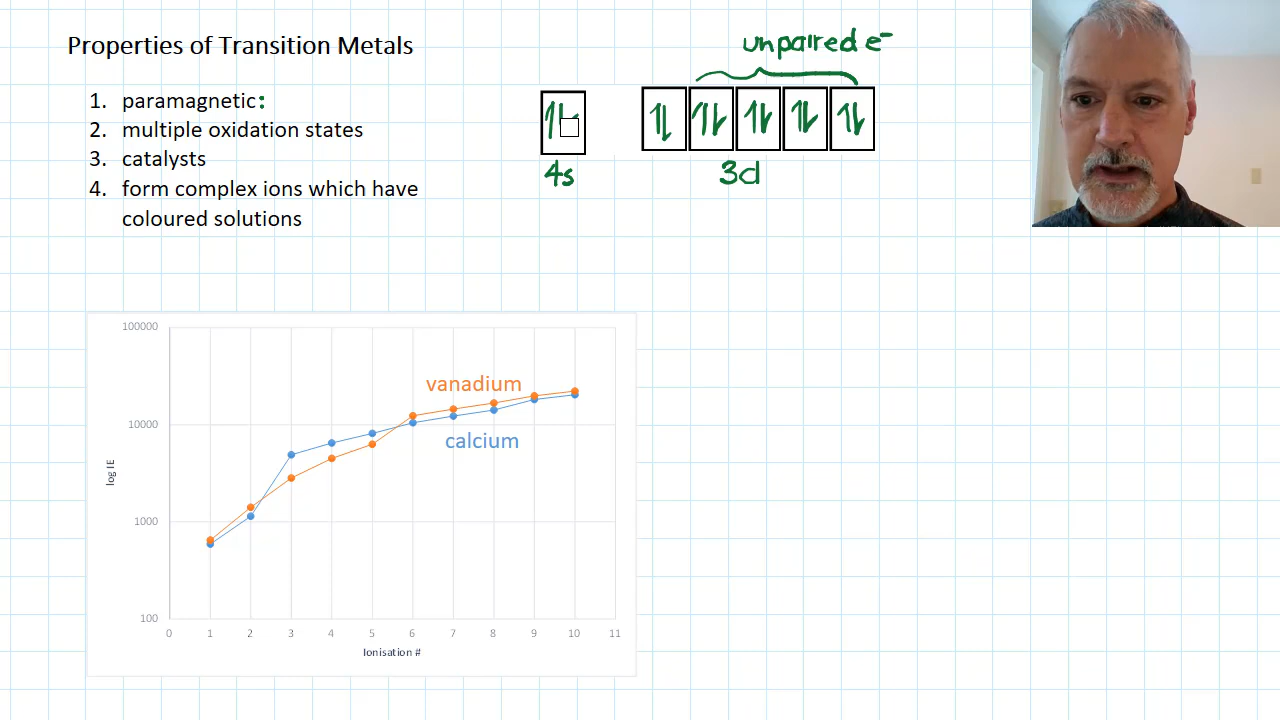 Properties of Transition Metals
1. paramagnetic:
2. multiple oxidation states
3. catalysts
4. form complex ions which have
coloured solutions
unpaired e⁻
4s
3d
vanadium
calcium
log IE
100000
10000
1000
100
0 1 2 3 4 5 6 7 8 9 10 11
Ionisation #